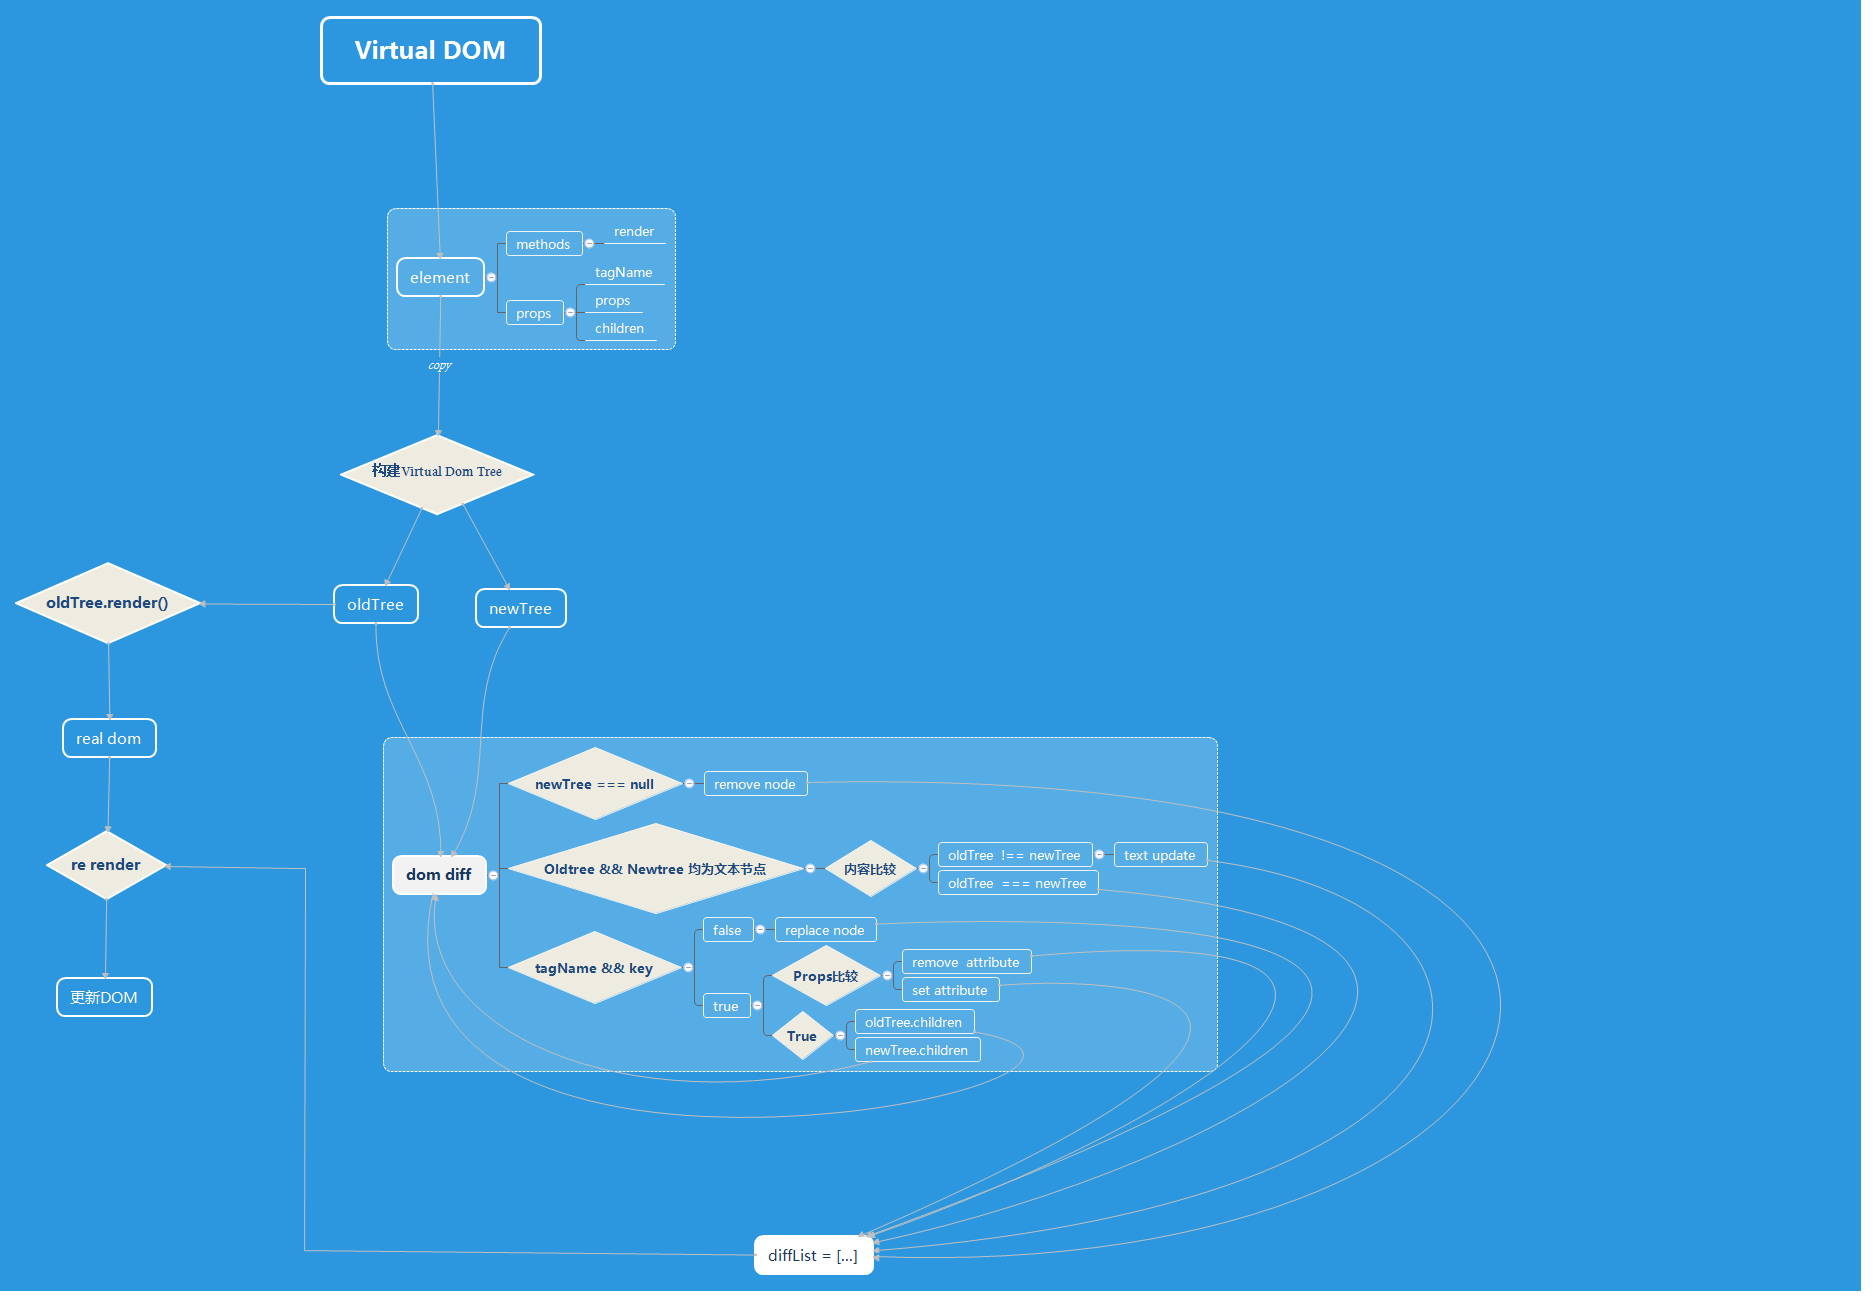 Virtual DOM
element
methods
render
props
tagName
props
children
copy
构建Virtual Dom Tree
oldTree.render()
oldTree
newTree
real dom
re render
更新DOM
dom diff
newTree === null
remove node
Oldtree && Newtree 均为文本节点
内容比较
oldTree !== newTree
text update
oldTree === newTree
tagName && key
false
replace node
true
Props比较
remove attribute
set attribute
True
oldTree.children
newTree.children
diffList = [...]